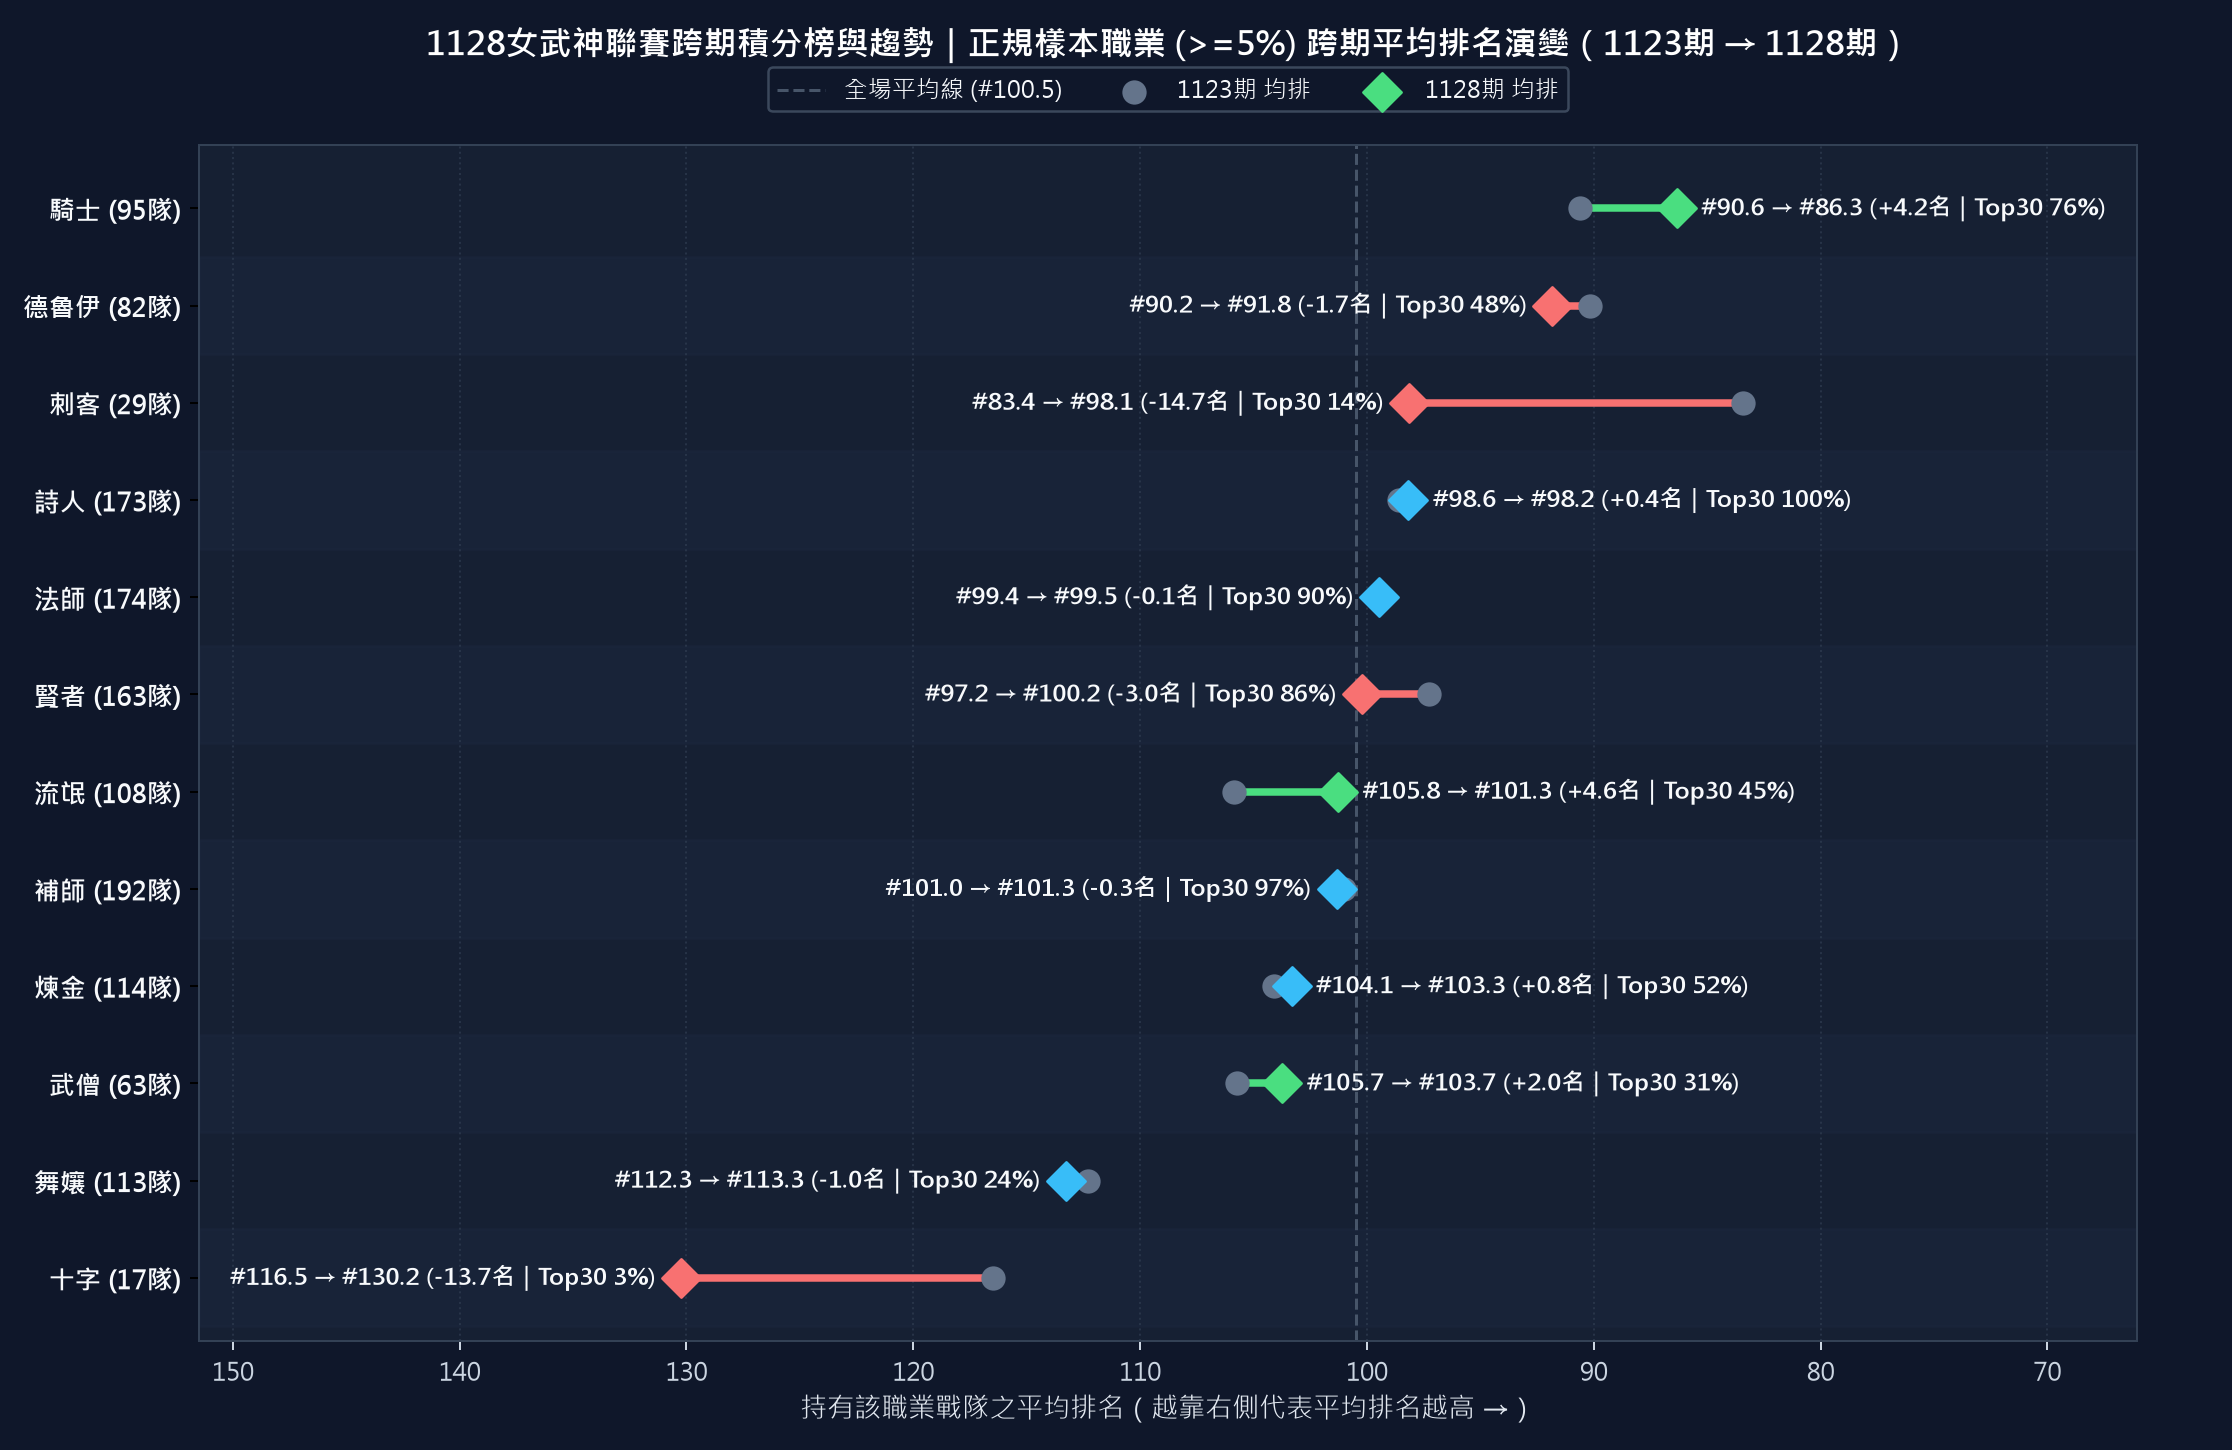 1128女武神聯賽跨期積分榜與趨勢 | 正規樣本職業 (>=5%) 跨期平均排名演變 ( 1123期 → 1128期 )
全場平均線 (#100.5)
1123期 均排
1128期 均排
騎士 (95隊)
#90.6 → #86.3 (+4.2名 | Top30 76%)
德魯伊 (82隊)
#90.2 → #91.8 (-1.7名 | Top30 48%)
刺客 (29隊)
#83.4 → #98.1 (-14.7名 | Top30 14%)
詩人 (173隊)
#98.6 → #98.2 (+0.4名 | Top30 100%)
法師 (174隊)
#99.4 → #99.5 (-0.1名 | Top30 90%)
賢者 (163隊)
#97.2 → #100.2 (-3.0名 | Top30 86%)
流氓 (108隊)
#105.8 → #101.3 (+4.6名 | Top30 45%)
補師 (192隊)
#101.0 → #101.3 (-0.3名 | Top30 97%)
煉金 (114隊)
#104.1 → #103.3 (+0.8名 | Top30 52%)
武僧 (63隊)
#105.7 → #103.7 (+2.0名 | Top30 31%)
舞孃 (113隊)
#112.3 → #113.3 (-1.0名 | Top30 24%)
十字 (17隊)
#116.5 → #130.2 (-13.7名 | Top30 3%)
150 140 130 120 110 100 90 80 70
持有該職業戰隊之平均排名 ( 越靠右側代表平均排名越高 → )